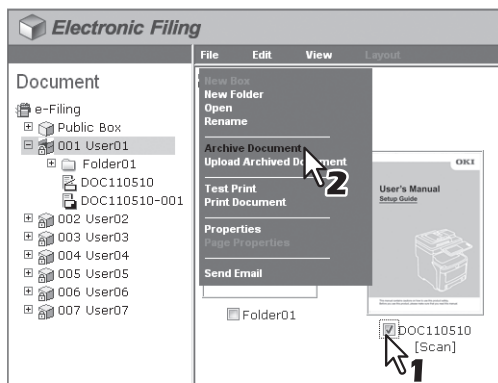 Electronic Filing
File Edit View Layout
Document
e-Filing
Public Box
001 User01
Folder01
DOC110510
DOC110510-001
002 User02
003 User03
004 User04
005 User05
006 User06
007 User07
New Box
New Folder
Open
Rename
Archive Document
Upload Archived Document
Test Print
Print Document
Properties
Page Properties
Send Email
2
OKI
User's Manual
Setup Guide
Folder01
DOC110510
[Scan]
1